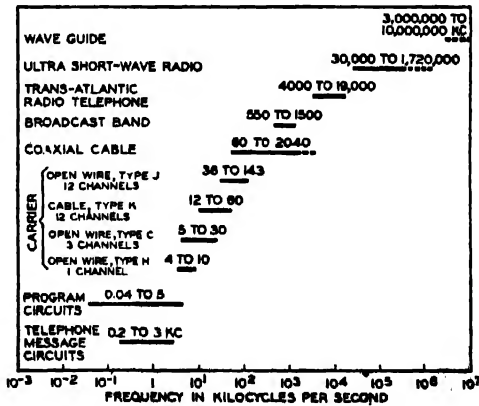 3,000,000 TO
WAVE GUIDE 10,000,000 KC
ULTRA SHORT-WAVE RADIO 30,000 TO 1,720,000
TRANS-ATLANTIC 4000 TO 19,000
RADIO TELEPHONE
BROADCAST BAND 550 TO 1500
COAXIAL CABLE 60 TO 2040
CARRIER
OPEN WIRE, TYPE J 36 TO 143
12 CHANNELS
CABLE, TYPE K 12 TO 60
12 CHANNELS
OPEN WIRE, TYPE C 5 TO 30
3 CHANNELS
OPEN WIRE, TYPE H 4 TO 10
1 CHANNEL
PROGRAM 0.04 TO 5
CIRCUITS
TELEPHONE 0.2 TO 3 KC
MESSAGE
CIRCUITS
10⁻³ 10⁻² 10⁻¹ 1 10 10² 10³ 10⁴ 10⁵ 10⁶ 10⁷
FREQUENCY IN KILOCYCLES PER SECOND